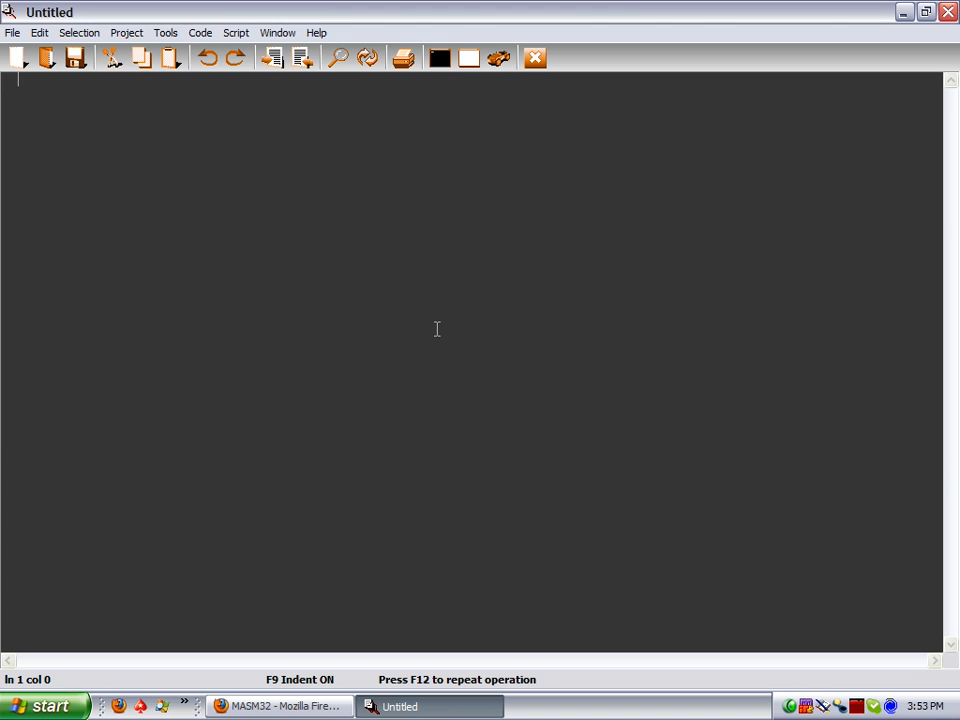 Untitled
File Edit Selection Project Tools Code Script Window Help
ln 1 col 0 F9 Indent ON Press F12 to repeat operation
start » MASM32 - Mozilla Fire... Untitled 3:53 PM